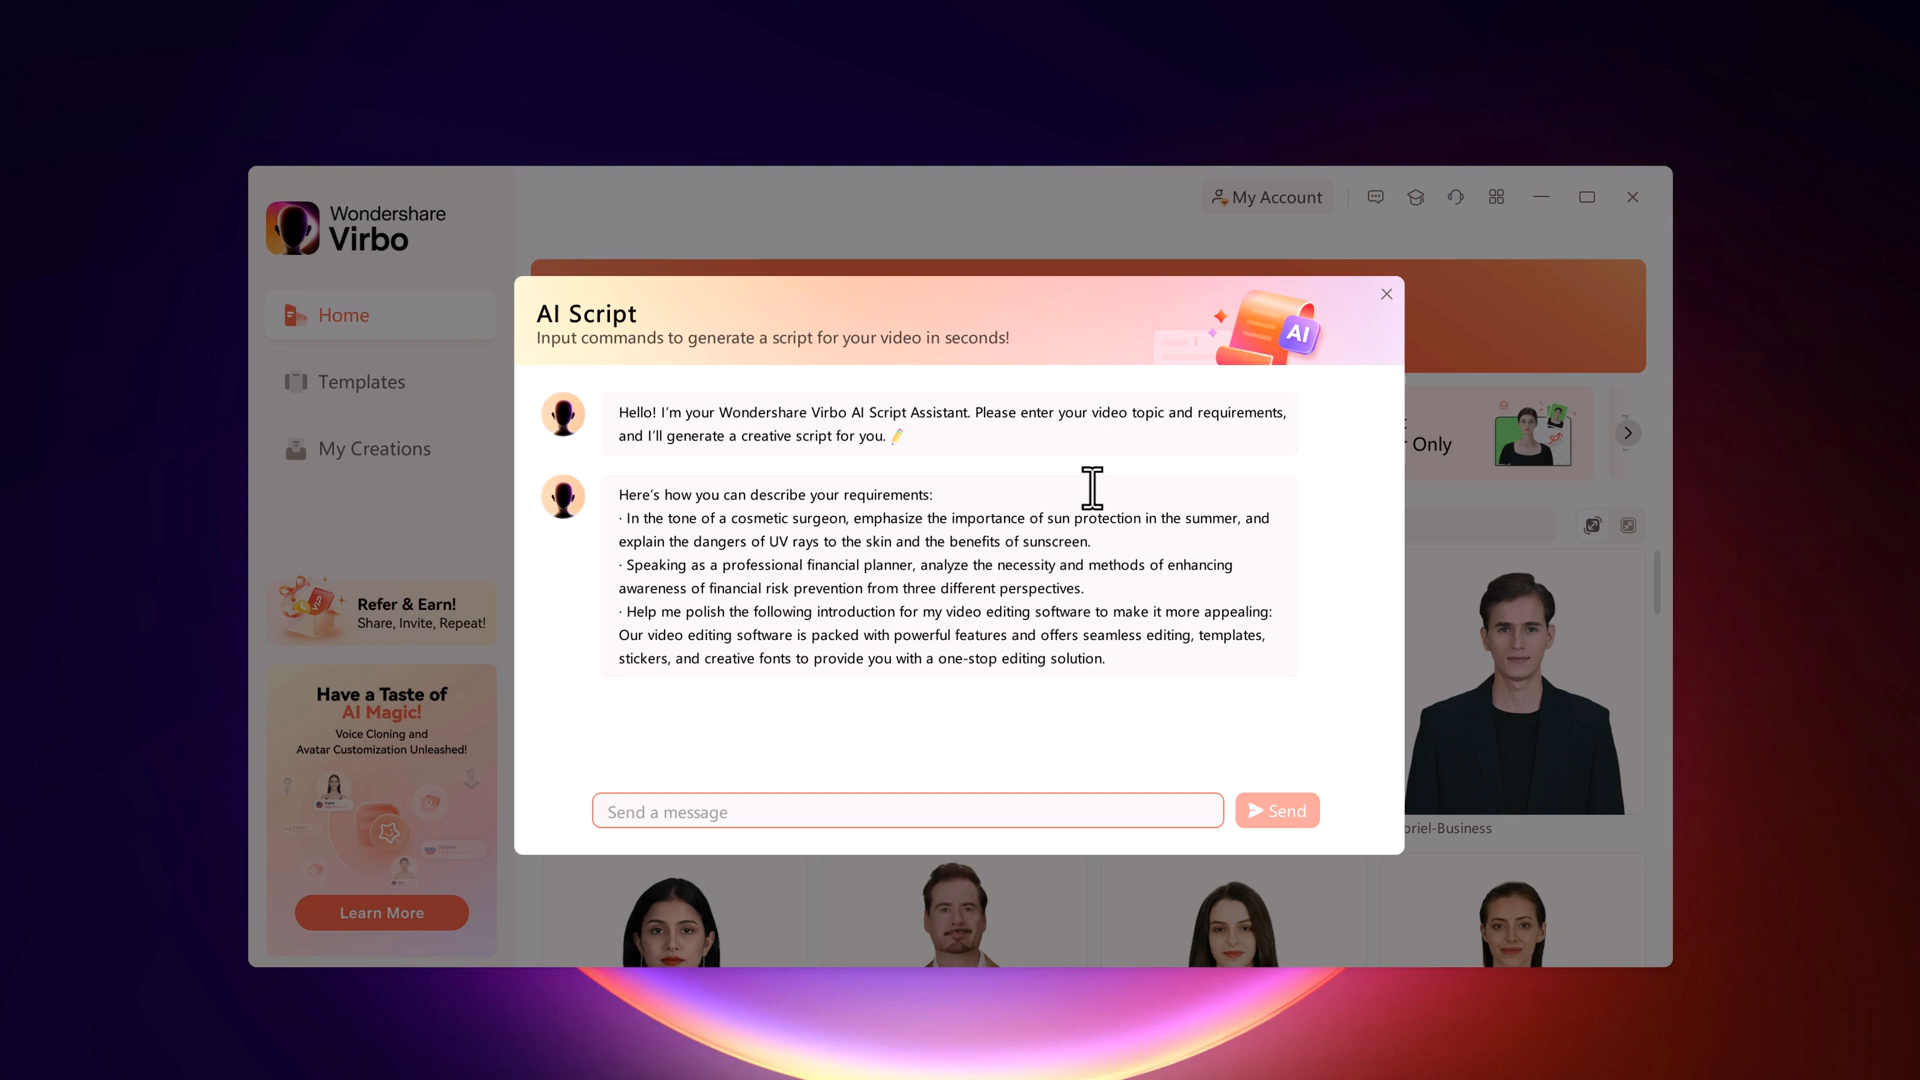 Wondershare
Virbo
My Account
Home
Templates
My Creations
Refer & Earn!
Share, Invite, Repeat!
Have a Taste of
AI Magic!
Voice Cloning and
Avatar Customization Unleashed!
Learn More
AI Script
Input commands to generate a script for your video in seconds!
AI
Hello! I'm your Wondershare Virbo AI Script Assistant. Please enter your video topic and requirements,
and I'll generate a creative script for you.
Here's how you can describe your requirements:
· In the tone of a cosmetic surgeon, emphasize the importance of sun protection in the summer, and
explain the dangers of UV rays to the skin and the benefits of sunscreen.
· Speaking as a professional financial planner, analyze the necessity and methods of enhancing
awareness of financial risk prevention from three different perspectives.
· Help me polish the following introduction for my video editing software to make it more appealing:
Our video editing software is packed with powerful features and offers seamless editing, templates,
stickers, and creative fonts to provide you with a one-stop editing solution.
Send a message
Send
Only
briel-Business